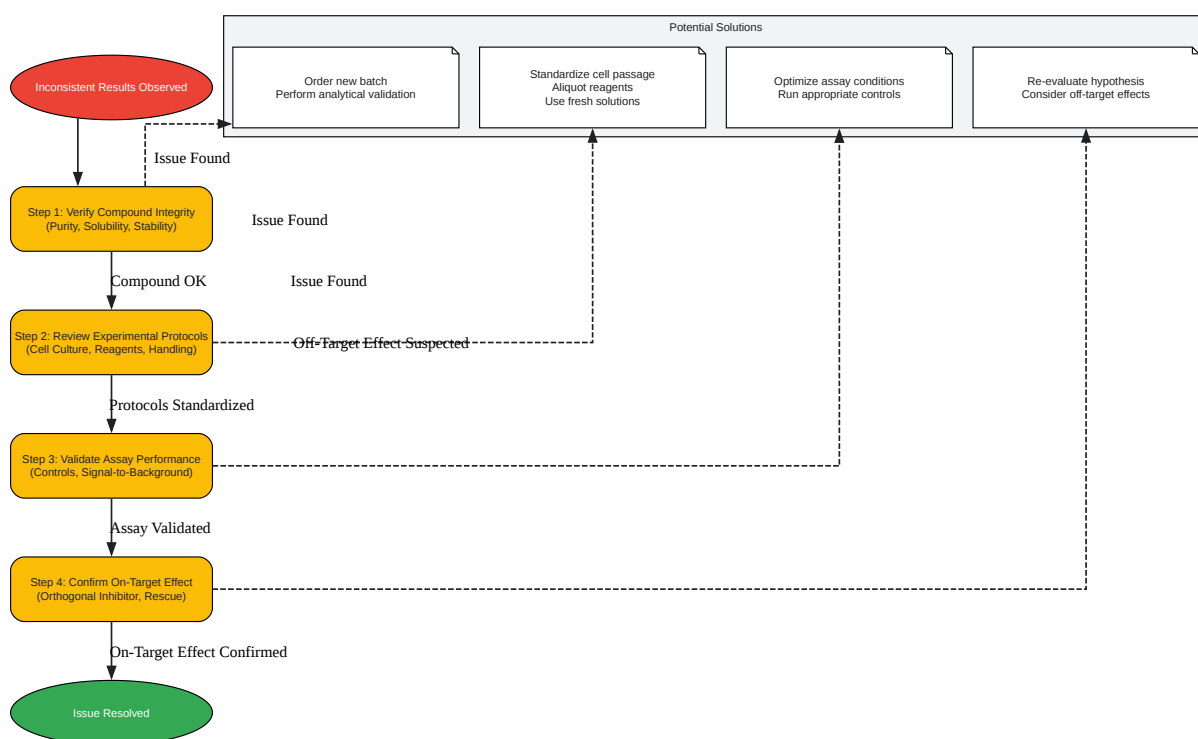 Potential Solutions
Order new batch
Perform analytical validation
Standardize cell passage
Aliquot reagents
Use fresh solutions
Optimize assay conditions
Run appropriate controls
Re-evaluate hypothesis
Consider off-target effects
Inconsistent Results Observed
Issue Found
Step 1: Verify Compound Integrity
(Purity, Solubility, Stability)
Issue Found
Compound OK
Issue Found
Step 2: Review Experimental Protocols
(Cell Culture, Reagents, Handling)
Off-Target Effect Suspected
Protocols Standardized
Step 3: Validate Assay Performance
(Controls, Signal-to-Background)
Assay Validated
Step 4: Confirm On-Target Effect
(Orthogonal Inhibitor, Rescue)
On-Target Effect Confirmed
Issue Resolved